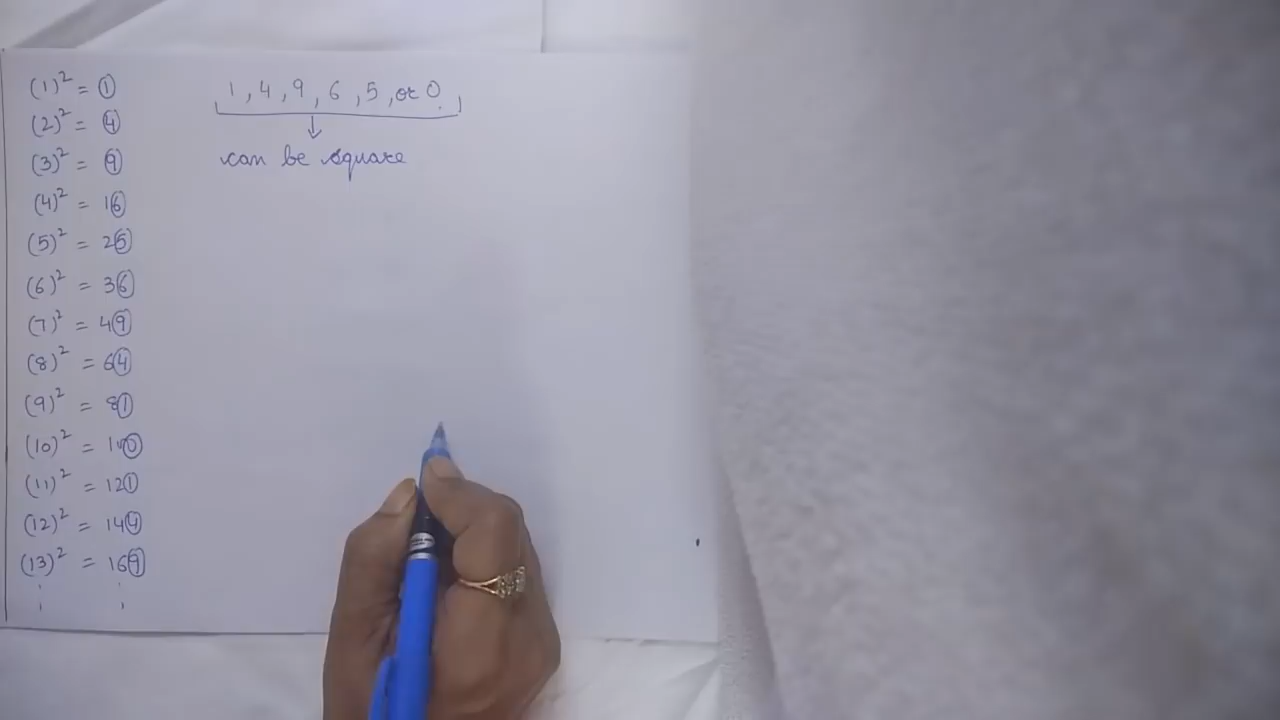 (1)² = 1
(2)² = 4
(3)² = 9
(4)² = 16
(5)² = 25
(6)² = 36
(7)² = 49
(8)² = 64
(9)² = 81
(10)² = 100
(11)² = 121
(12)² = 144
(13)² = 169
1, 4, 9, 6, 5, or 0
can be square